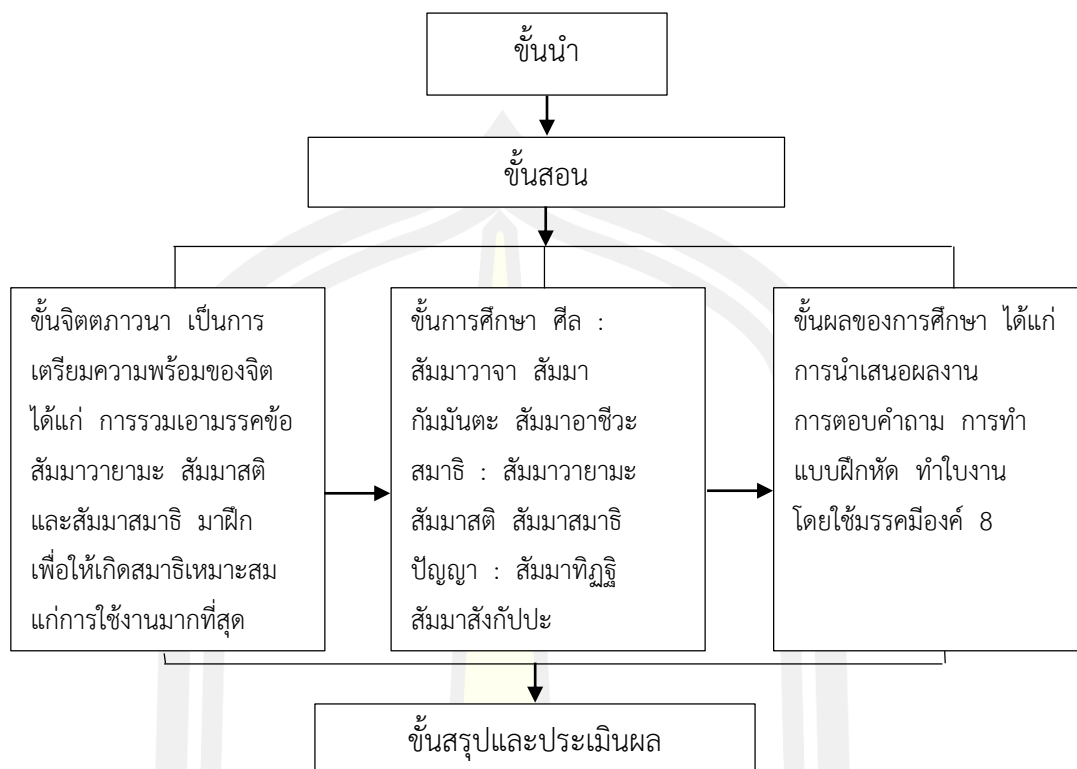 ขั้นนำ
ขั้นสอน
ขั้นจิตตภาวนา เป็นการ
เตรียมความพร้อมของจิต
ได้แก่ การรวมเอามรรคข้อ
สัมมาวายามะ สัมมาสติ
และสัมมาสมาธิ มาฝึก
เพื่อให้เกิดสมาธิเหมาะสม
แก่การใช้งานมากที่สุด
ขั้นการศึกษา ศีล :
สัมมาวาจา สัมมา
กัมมันตะ สัมมาอาชีวะ
สมาธิ : สัมมาวายามะ
สัมมาสติ สัมมาสมาธิ
ปัญญา : สัมมาทิฏฐิ
สัมมาสังกัปปะ
ขั้นผลของการศึกษา ได้แก่
การนำเสนอผลงาน
การตอบคำถาม การทำ
แบบฝึกหัด ทำใบงาน
โดยใช้มรรคมีองค์ 8
ขั้นสรุปและประเมินผล